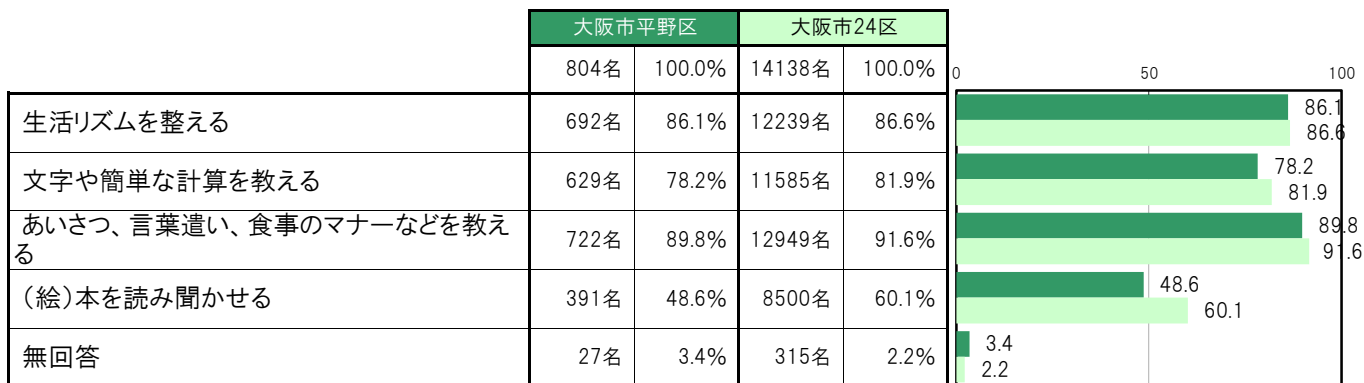 大阪市平野区 大阪市24区
804名 100.0% 14138名 100.0% 0 50 100
生活リズムを整える 692名 86.1% 12239名 86.6% 86.1
86.6
文字や簡単な計算を教える 629名 78.2% 11585名 81.9% 78.2
81.9
あいさつ、言葉遣い、食事のマナーなどを教え
る 722名 89.8% 12949名 91.6% 89.8
91.6
（絵）本を読み聞かせる 391名 48.6% 8500名 60.1% 48.6
60.1
無回答 27名 3.4% 315名 2.2% 3.4
2.2